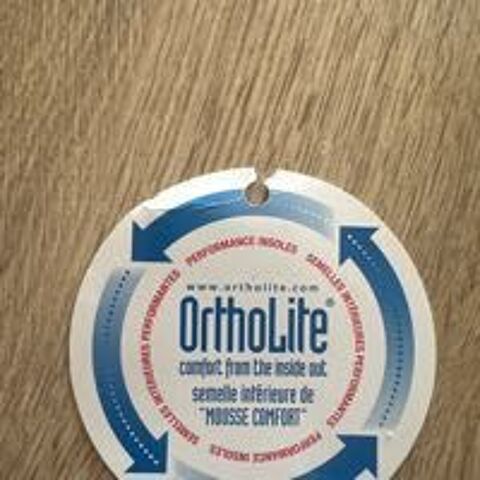 PERFORMANCE INSOLES
SEMELLES INTÉRIEURES PERFORMANTES
PERFORMANCE INSOLES
SEMELLES INTÉRIEURES PERFORMANTES
www.ortholite.com
OrthoLite®
comfort from the inside out
semelle intérieure de
"MOUSSE COMFORT"